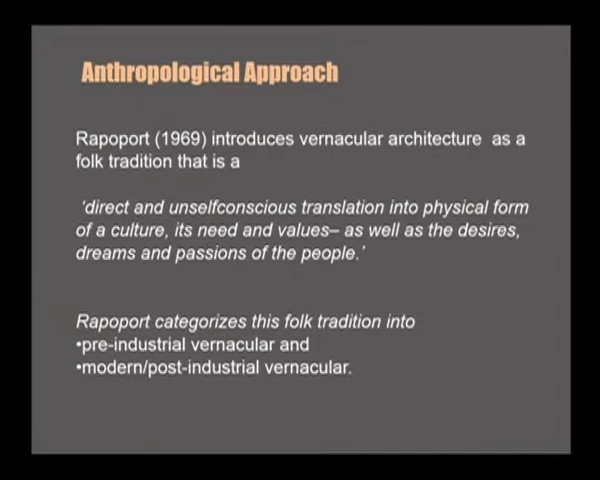 Anthropological Approach
Rapoport (1969) introduces vernacular architecture as a
folk tradition that is a
‘direct and unselfconscious translation into physical form
of a culture, its need and values– as well as the desires,
dreams and passions of the people.’
Rapoport categorizes this folk tradition into
•pre-industrial vernacular and
•modern/post-industrial vernacular.